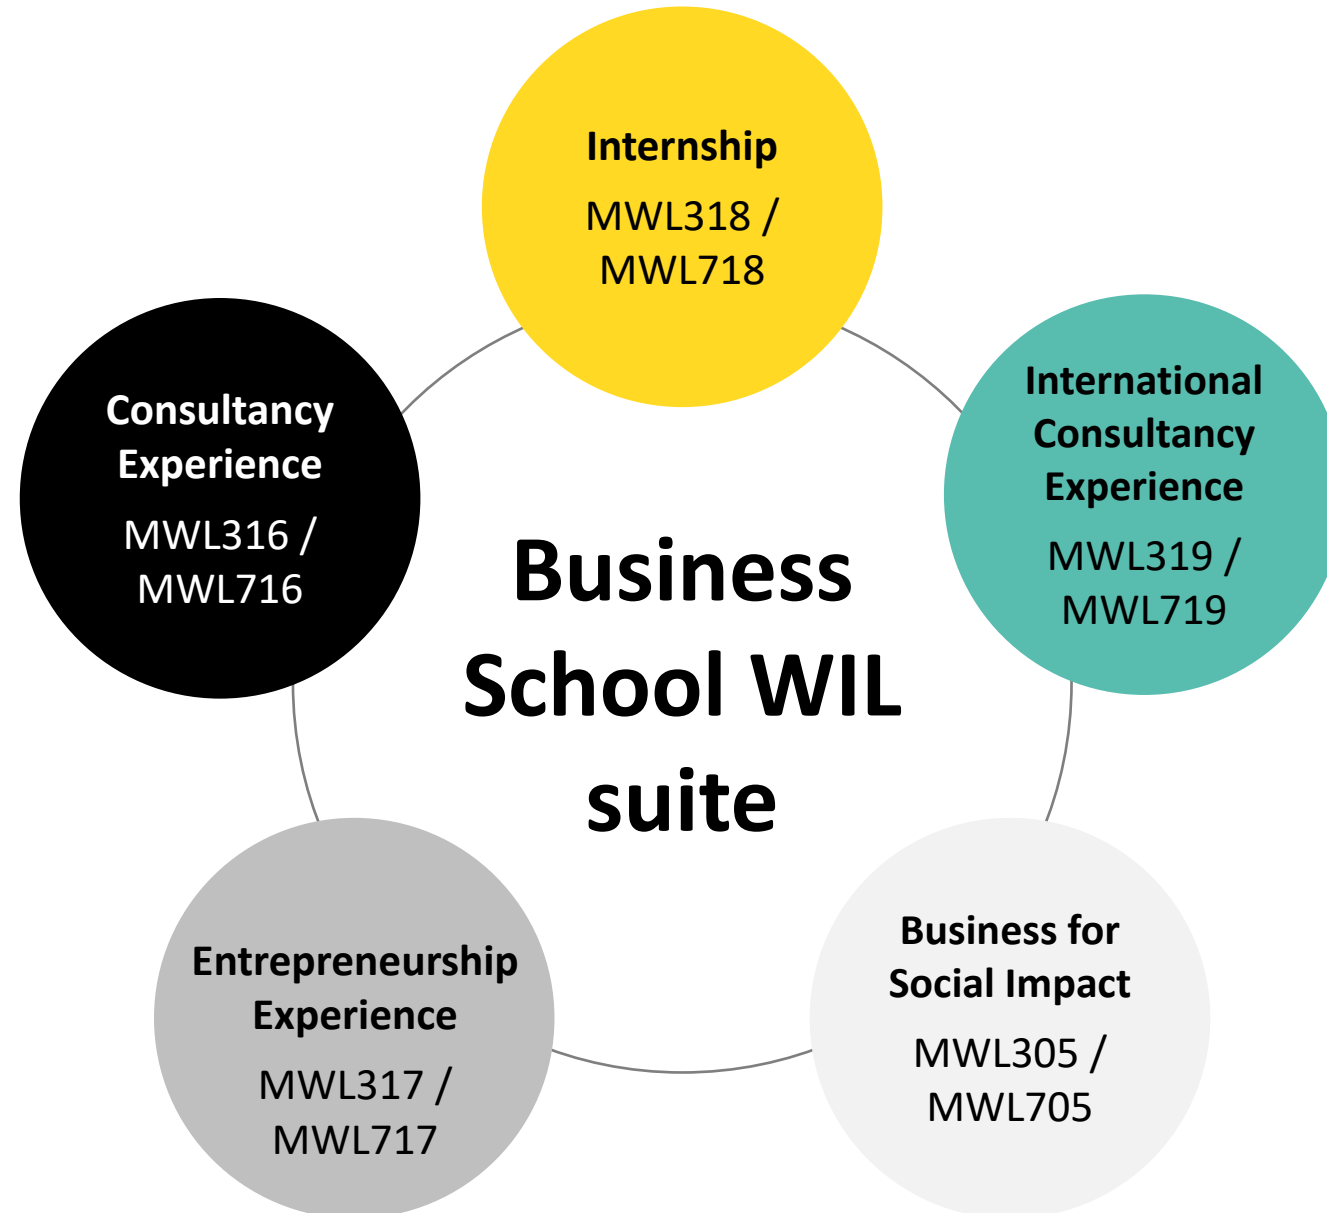 Internship
MWL318 /
MWL718
International
Consultancy
Experience
MWL319 /
MWL719
Business for
Social Impact
MWL305 /
MWL705
Entrepreneurship
Experience
MWL317 /
MWL717
Consultancy
Experience
MWL316 /
MWL716
Business
School WIL
suite